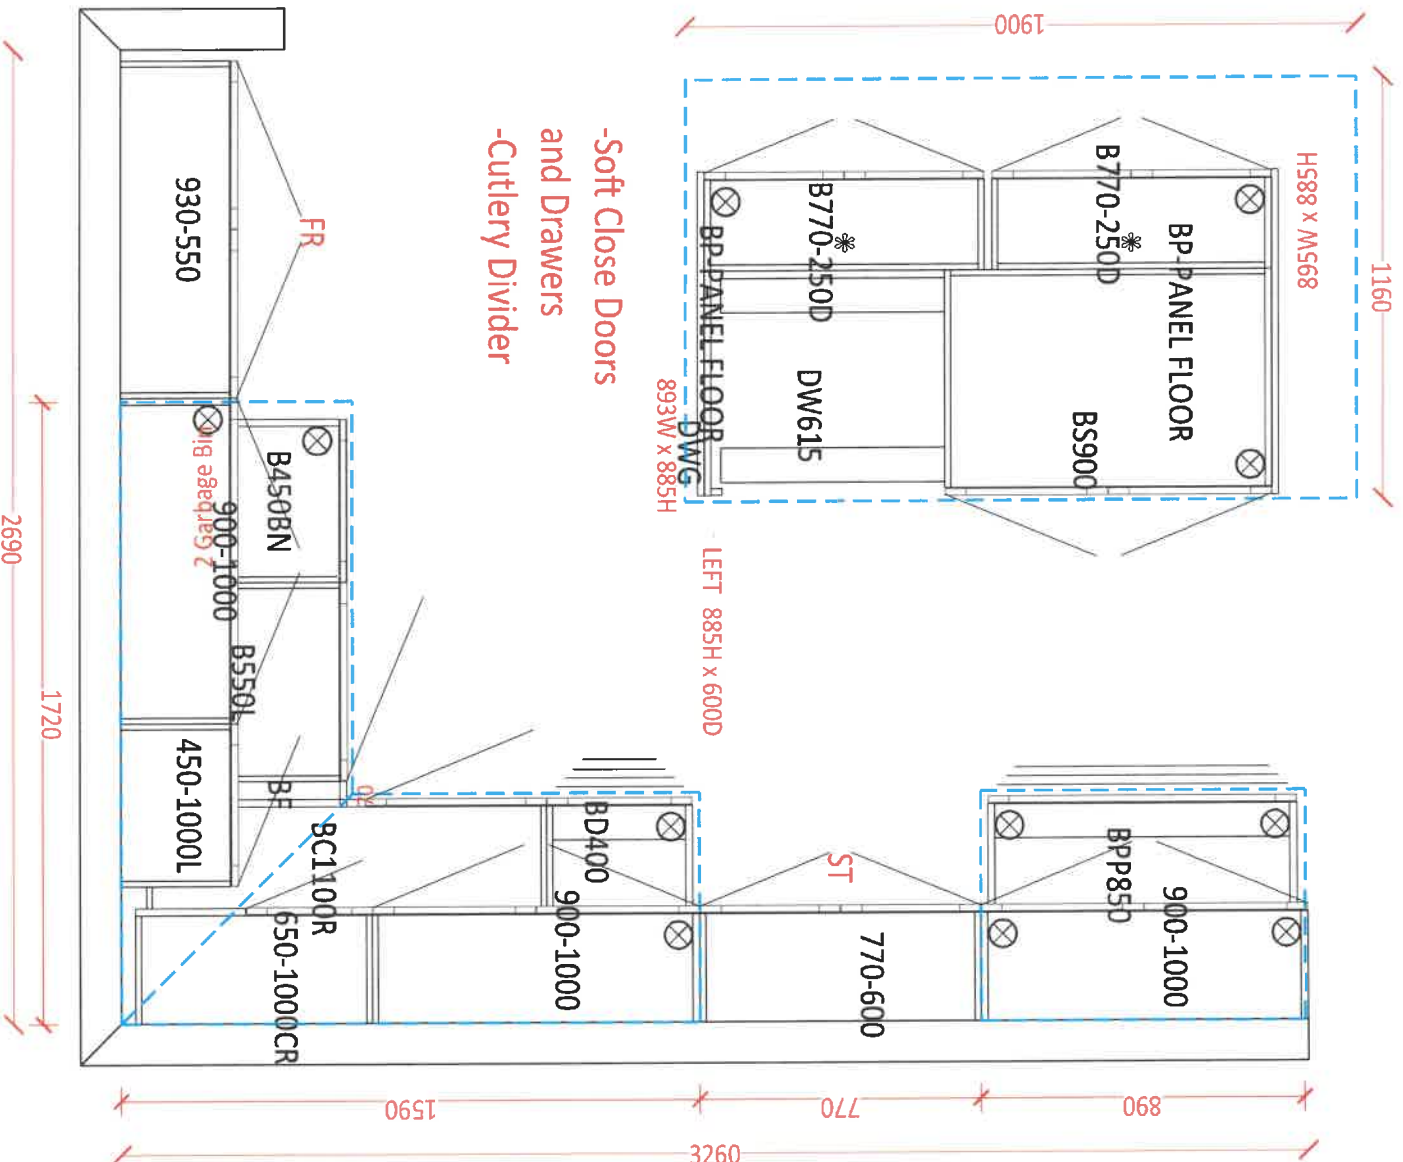 1900
1160
895W x 885H
B770-250D
BP-PANEL FLOOR
B770-250D
BP-PANEL FLOOR
BS900
DW615
DWG
893W x 885H
LEFT 885H x 600D
-Soft Close Doors
and Drawers
-Cutlery Divider
930-550
FR
2 Garbage Bin
B450BN
900-1000
B550L
450-1000L
BF
70
BC1100R
650-1000CR
BD400
900-1000
ST
770-600
BPP850
900-1000
2690
1720
1590
770
890
3260